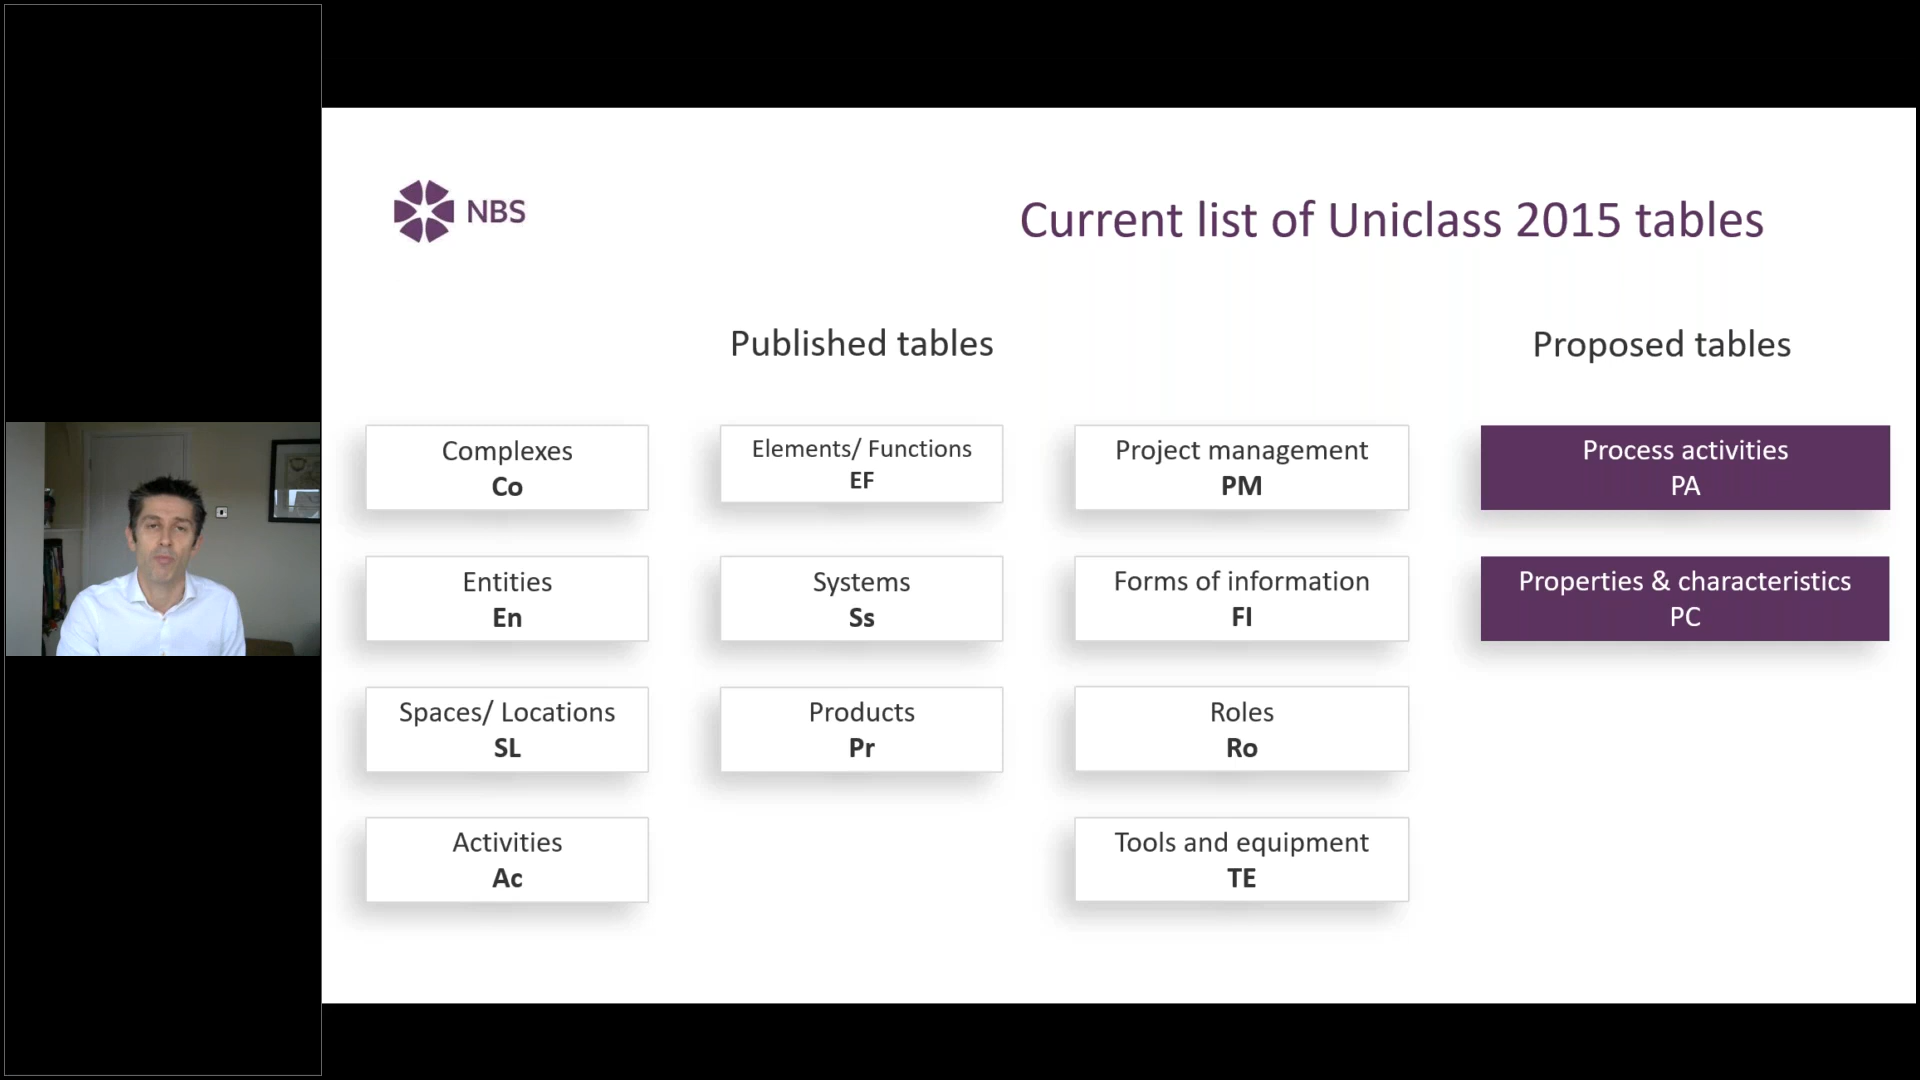 NBS
Current list of Uniclass 2015 tables
Published tables
Proposed tables
Complexes
Co
Elements/ Functions
EF
Project management
PM
Process activities
PA
Entities
En
Systems
Ss
Forms of information
FI
Properties & characteristics
PC
Spaces/ Locations
SL
Products
Pr
Roles
Ro
Activities
Ac
Tools and equipment
TE